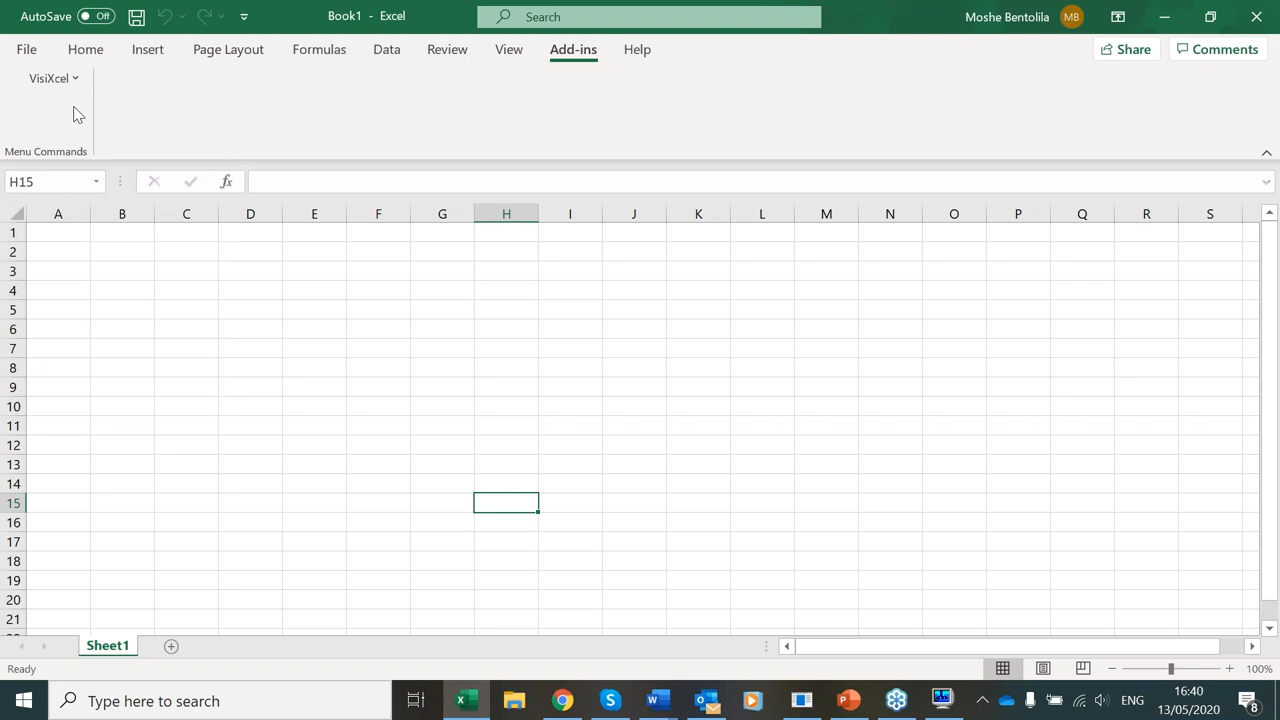 AutoSave Off Book1 - Excel Search Moshe Bentolila MB
File Home Insert Page Layout Formulas Data Review View Add-ins Help Share Comments
VisiXcel
Menu Commands
H15 fx
A B C D E F G H I J K L M N O P Q R S
1
2
3
4
5
6
7
8
9
10
11
12
13
14
15
16
17
18
19
20
21
Sheet1
Ready 100%
Type here to search ENG 16:40
13/05/2020 8